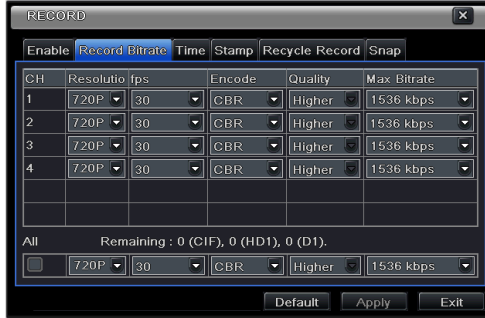 RECORD
Enable Record Bitrate Time Stamp Recycle Record Snap
CH Resolutio fps Encode Quality Max Bitrate
1 720P 30 CBR Higher 1536 kbps
2 720P 30 CBR Higher 1536 kbps
3 720P 30 CBR Higher 1536 kbps
4 720P 30 CBR Higher 1536 kbps
All Remaining : 0 (CIF), 0 (HD1), 0 (D1).
720P 30 CBR Higher 1536 kbps
Default Apply Exit